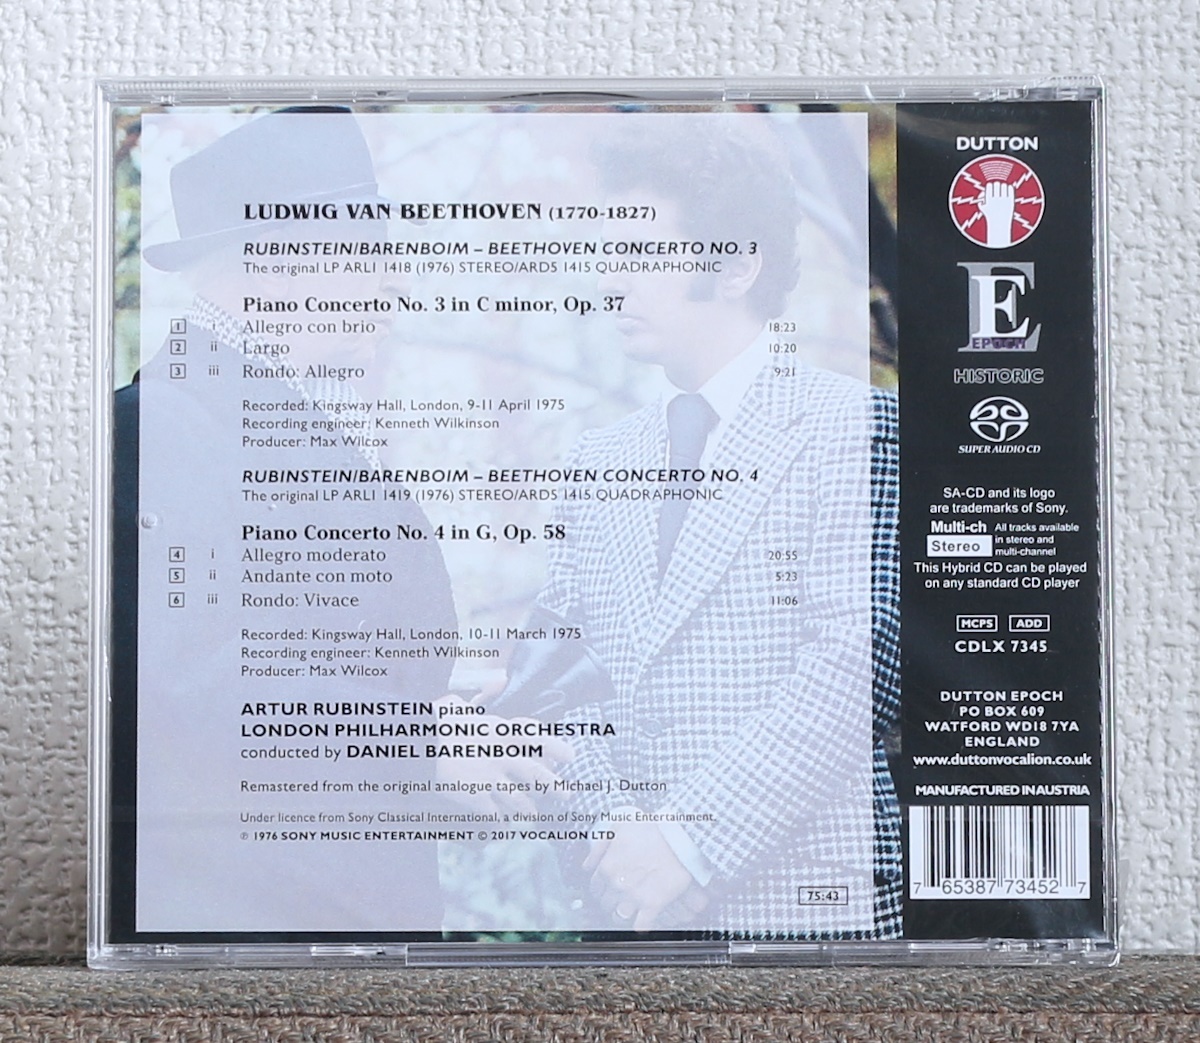 LUDWIG VAN BEETHOVEN (1770-1827)
RUBINSTEIN/BARENBOIM – BEETHOVEN CONCERTO NO. 3
The original LP ARL1 1418 (1976) STEREO/ARD5 1415 QUADRAPHONIC
Piano Concerto No. 3 in C minor, Op. 37
1 i Allegro con brio 18:23
2 ii Largo 10:20
3 iii Rondo: Allegro 9:21
Recorded: Kingsway Hall, London, 9-11 April 1975
Recording engineer: Kenneth Wilkinson
Producer: Max Wilcox
RUBINSTEIN/BARENBOIM – BEETHOVEN CONCERTO NO. 4
The original LP ARL1 1419 (1976) STEREO/ARD5 1415 QUADRAPHONIC
Piano Concerto No. 4 in G, Op. 58
4 i Allegro moderato 20:55
5 ii Andante con moto 5:23
6 iii Rondo: Vivace 11:06
Recorded: Kingsway Hall, London, 10-11 March 1975
Recording engineer: Kenneth Wilkinson
Producer: Max Wilcox
ARTUR RUBINSTEIN piano
LONDON PHILHARMONIC ORCHESTRA
conducted by DANIEL BARENBOIM
Remastered from the original analogue tapes by Michael J. Dutton
Under licence from Sony Classical International, a division of Sony Music Entertainment.
℗ 1976 SONY MUSIC ENTERTAINMENT © 2017 VOCALION LTD
75:43
DUTTON
E
EPOCH
HISTORIC
SUPER AUDIO CD
SA-CD and its logo
are trademarks of Sony.
Multi-ch
Stereo
All tracks available
in stereo and
multi-channel
This Hybrid CD can be played
on any standard CD player
MCPS ADD
CDLX 7345
DUTTON EPOCH
PO BOX 609
WATFORD WD18 7YA
ENGLAND
www.duttonvocalion.co.uk
MANUFACTURED IN AUSTRIA
7 65387 73452 7